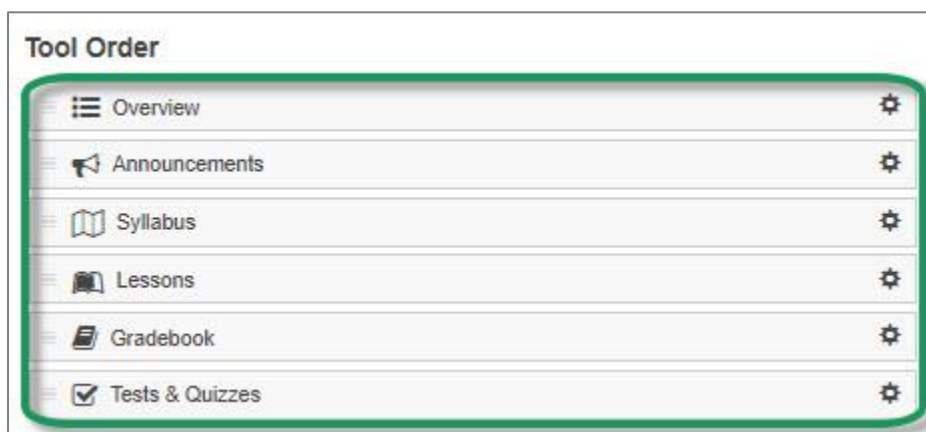 Tool Order
Overview
Announcements
Syllabus
Lessons
Gradebook
Tests & Quizzes